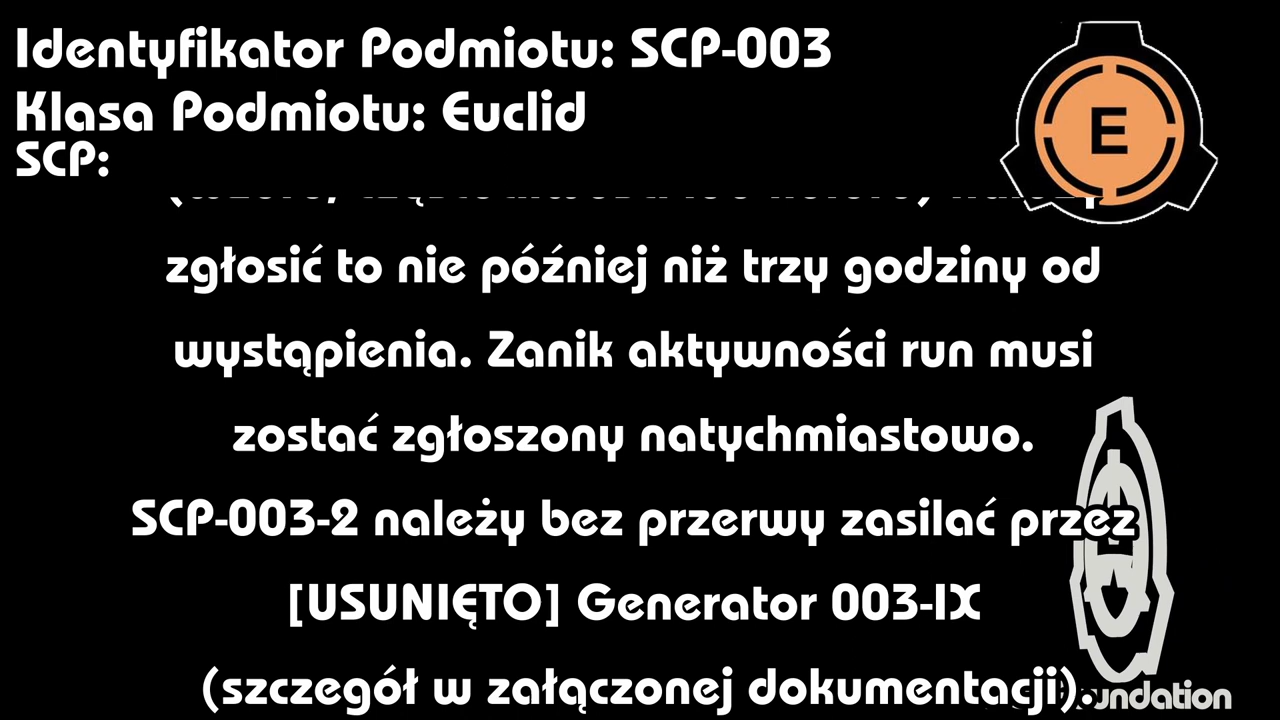 Identyfikator Podmiotu: SCP-003
Klasa Podmiotu: Euclid
SCP:
E
zgłosić to nie później niż trzy godziny od
wystąpienia. Zanik aktywności run musi
zostać zgłoszony natychmiastowo.
SCP-003-2 należy bez przerwy zasilać przez
[USUNIĘTO] Generator 003-IX
(szczegół w załączonej dokumentacji).